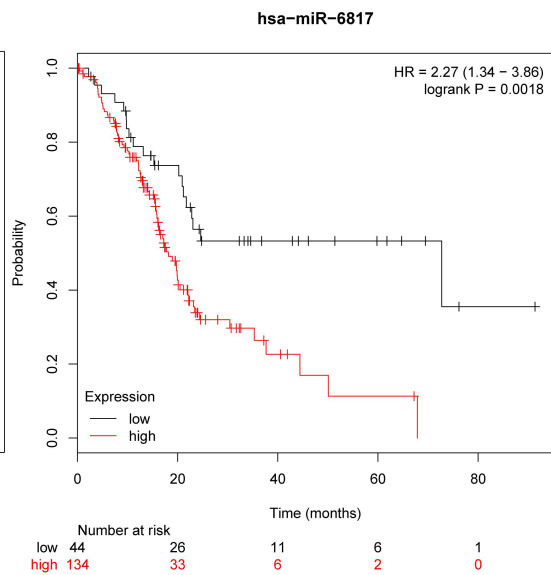 hsa−miR−6817
HR = 2.27 (1.34 − 3.86)
logrank P = 0.0018
Probability
1.0
0.8
0.6
0.4
0.2
0.0
Expression
low
high
0 20 40 60 80
Time (months)
Number at risk
low 44 26 11 6 1
high 134 33 6 2 0